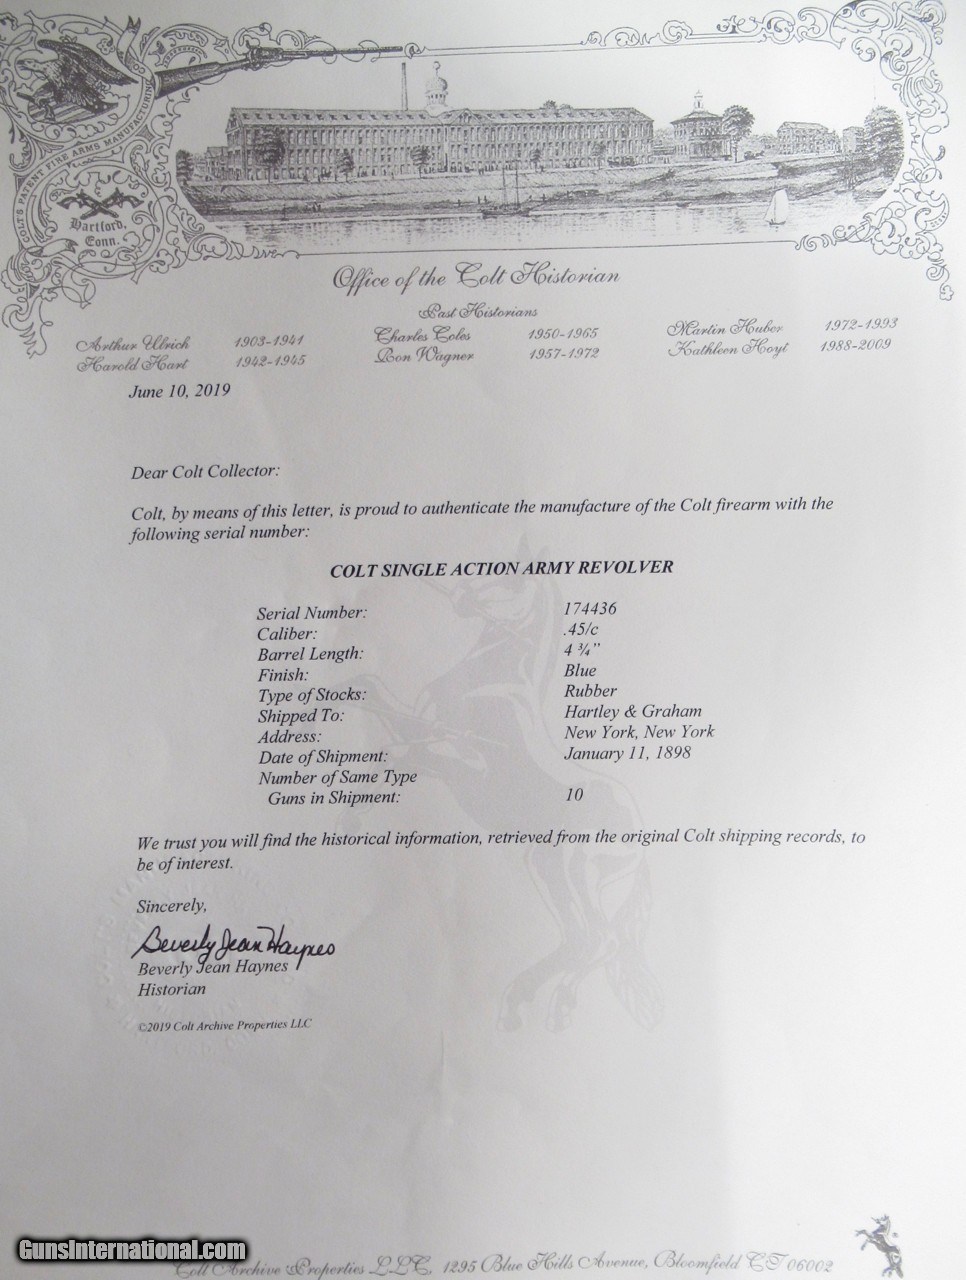 COLT'S PATENT FIRE ARMS MANUFACTURING
Hartford,
Conn.
Office of the Colt Historian
Past Historians
Arthur Ulrich 1903-1941 Charles Coles 1950-1965 Martin Huber 1972-1993
Harold Hart 1942-1945 Ron Wagner 1957-1972 Kathleen Hoyt 1988-2009
June 10, 2019
Dear Colt Collector:
Colt, by means of this letter, is proud to authenticate the manufacture of the Colt firearm with the
following serial number:
COLT SINGLE ACTION ARMY REVOLVER
Serial Number: 174436
Caliber: .45/c
Barrel Length: 4 ¾"
Finish: Blue
Type of Stocks: Rubber
Shipped To: Hartley & Graham
Address: New York, New York
Date of Shipment: January 11, 1898
Number of Same Type
Guns in Shipment: 10
We trust you will find the historical information, retrieved from the original Colt shipping records, to
be of interest.
Sincerely,
Beverly Jean Haynes
Beverly Jean Haynes
Historian
©2019 Colt Archive Properties LLC
GunsInternational.com
Colt Archive Properties LLC, 1295 Blue Hills Avenue, Bloomfield CT 06002